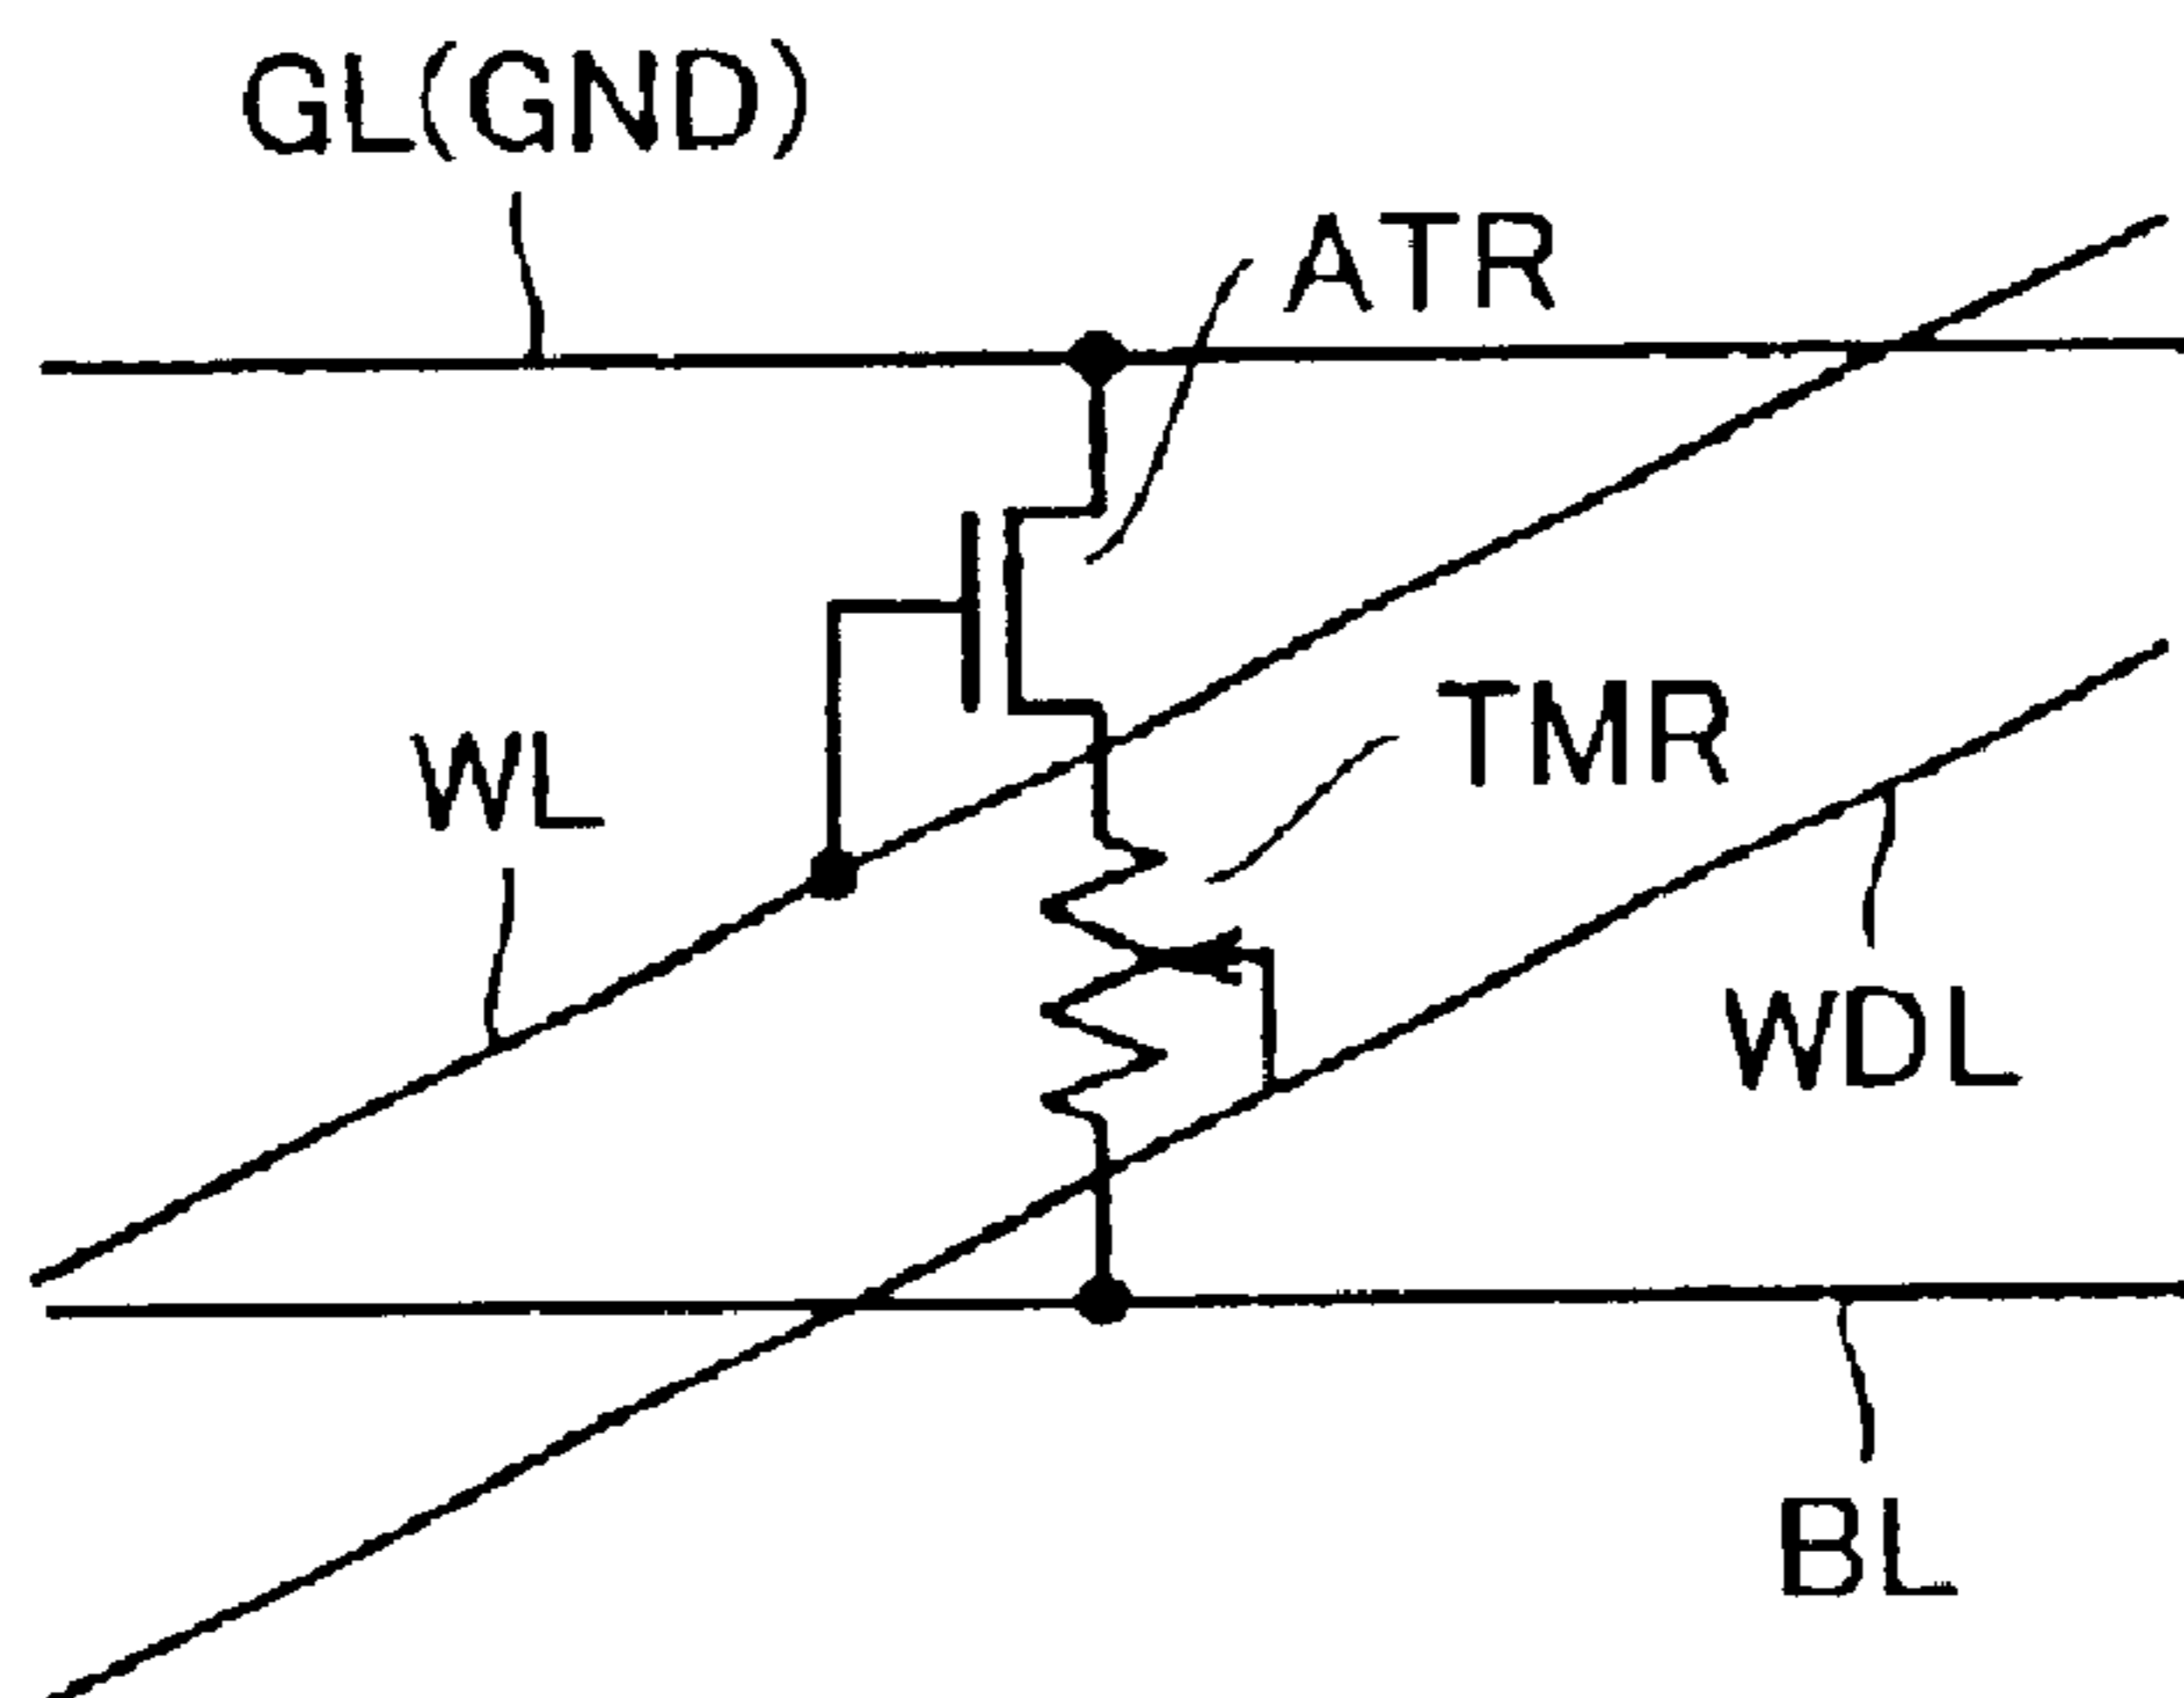 GL(GND)
ATR
TMR
WL
WDL
BL